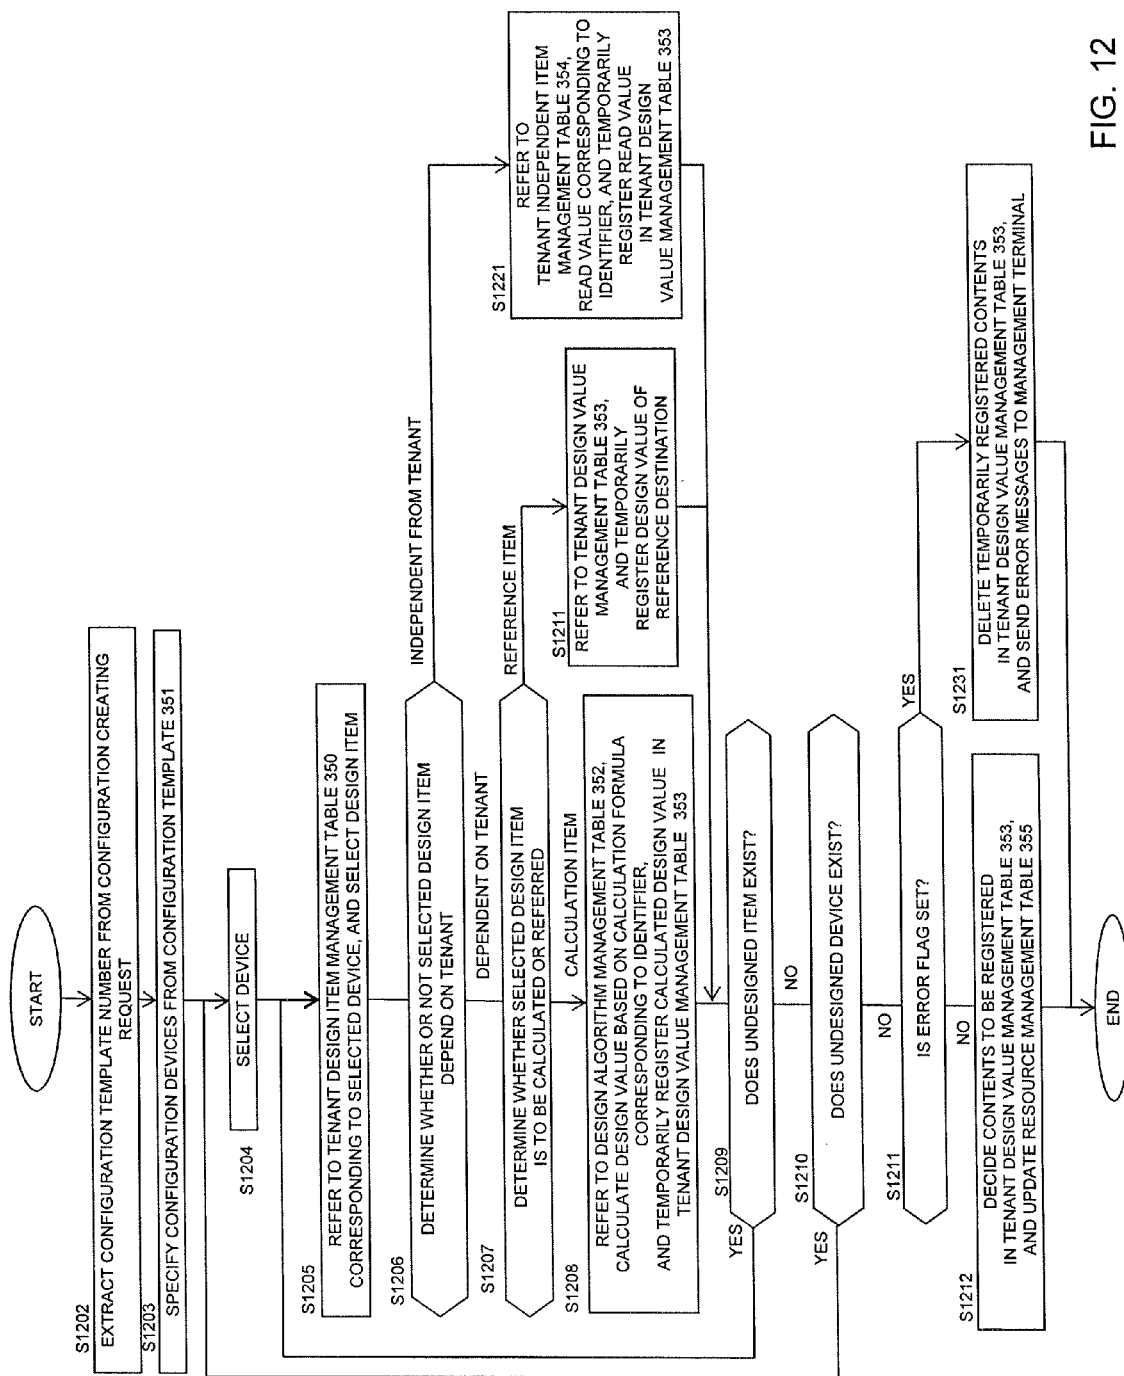 START
S1202
EXTRACT CONFIGURATION TEMPLATE NUMBER FROM CONFIGURATION CREATING
REQUEST
S1203
SPECIFY CONFIGURATION DEVICES FROM CONFIGURATION TEMPLATE 351
S1204
SELECT DEVICE
S1205
REFER TO TENANT DESIGN ITEM MANAGEMENT TABLE 350
CORRESPONDING TO SELECTED DEVICE, AND SELECT DESIGN ITEM
S1206
DETERMINE WHETHER OR NOT SELECTED DESIGN ITEM
DEPEND ON TENANT
INDEPENDENT FROM TENANT
DEPENDENT ON TENANT
S1207
DETERMINE WHETHER SELECTED DESIGN ITEM
IS TO BE CALCULATED OR REFERRED
REFERENCE ITEM
CALCULATION ITEM
S1208
REFER TO DESIGN ALGORITHM MANAGEMENT TABLE 352,
CALCULATE DESIGN VALUE BASED ON CALCULATION FORMULA
CORRESPONDING TO IDENTIFIER,
AND TEMPORARILY REGISTER CALCULATED DESIGN VALUE IN
TENANT DESIGN VALUE MANAGEMENT TABLE 353
S1211
REFER TO TENANT DESIGN VALUE
MANAGEMENT TABLE 353,
AND TEMPORARILY
REGISTER DESIGN VALUE OF
REFERENCE DESTINATION
S1221
REFER TO
TENANT INDEPENDENT ITEM
MANAGEMENT TABLE 354,
READ VALUE CORRESPONDING TO
IDENTIFIER, AND TEMPORARILY
REGISTER READ VALUE
IN TENANT DESIGN
VALUE MANAGEMENT TABLE 353
S1209
DOES UNDESIGNED ITEM EXIST?
YES
NO
S1210
DOES UNDESIGNED DEVICE EXIST?
YES
NO
S1211
IS ERROR FLAG SET?
YES
NO
S1212
DECIDE CONTENTS TO BE REGISTERED
IN TENANT DESIGN VALUE MANAGEMENT TABLE 353,
AND UPDATE RESOURCE MANAGEMENT TABLE 355
S1231
DELETE TEMPORARILY REGISTERED CONTENTS
IN TENANT DESIGN VALUE MANAGEMENT TABLE 353,
AND SEND ERROR MESSAGES TO MANAGEMENT TERMINAL
END
FIG. 12